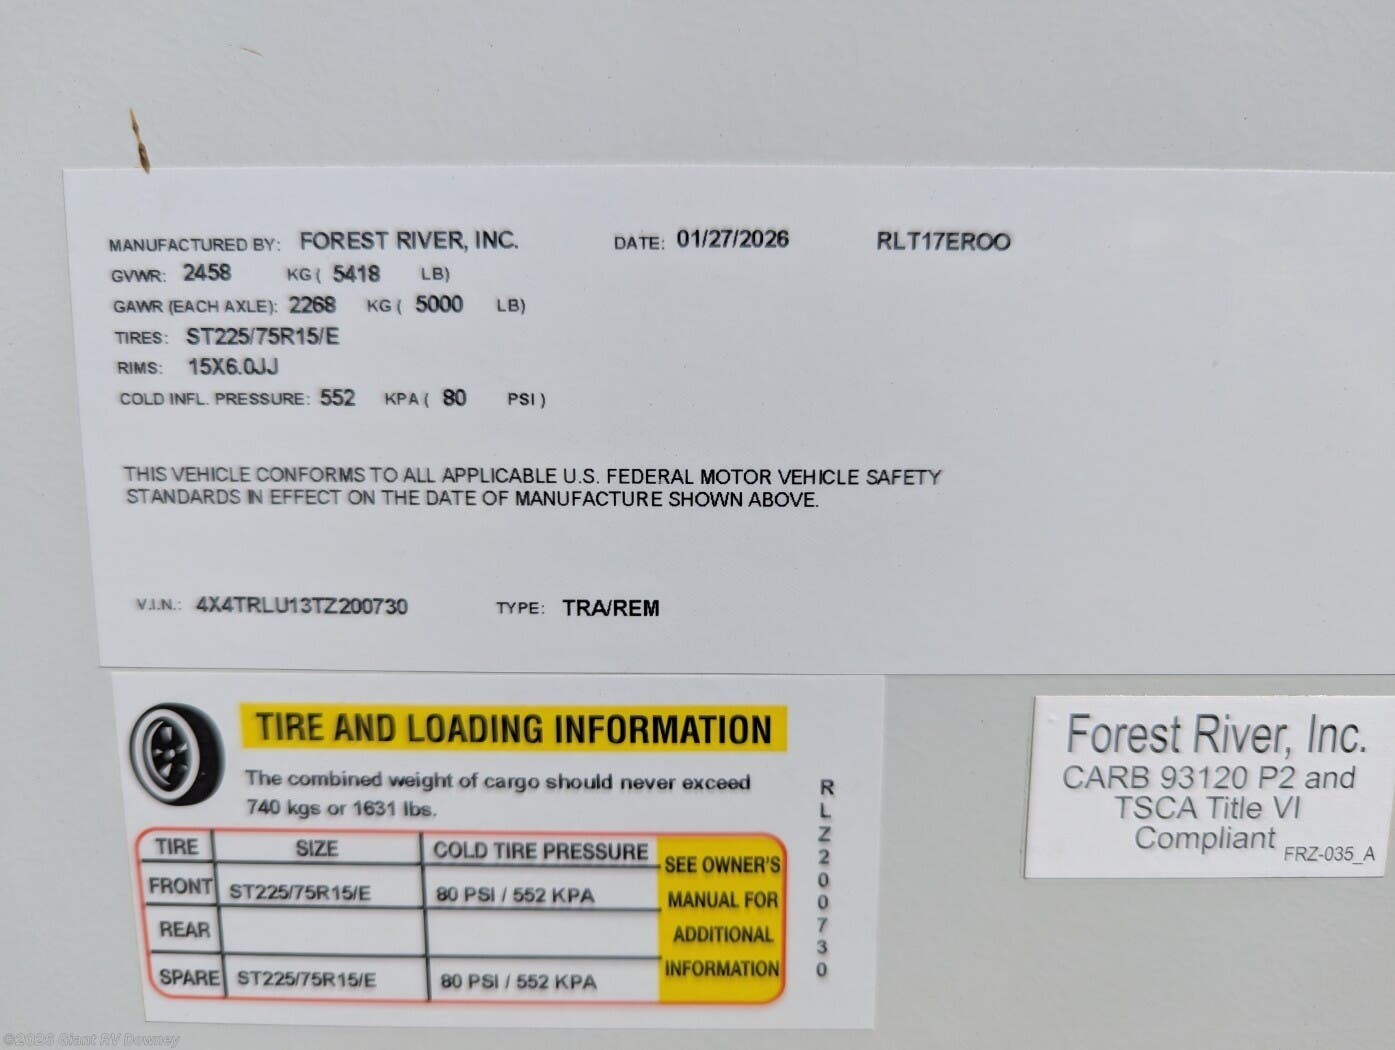 MANUFACTURED BY: FOREST RIVER, INC. DATE: 01/27/2026 RLT17EROO
GVWR: 2458 KG ( 5418 LB)
GAWR (EACH AXLE): 2268 KG ( 5000 LB)
TIRES: ST225/75R15/E
RIMS: 15X6.0JJ
COLD INFL. PRESSURE: 552 KPA ( 80 PSI )
THIS VEHICLE CONFORMS TO ALL APPLICABLE U.S. FEDERAL MOTOR VEHICLE SAFETY
STANDARDS IN EFFECT ON THE DATE OF MANUFACTURE SHOWN ABOVE.
V.I.N.: 4X4TRLU13TZ200730 TYPE: TRA/REM
TIRE AND LOADING INFORMATION
The combined weight of cargo should never exceed
740 kgs or 1631 lbs.
TIRE SIZE COLD TIRE PRESSURE
FRONT ST225/75R15/E 80 PSI / 552 KPA
REAR
SPARE ST225/75R15/E 80 PSI / 552 KPA
SEE OWNER'S
MANUAL FOR
ADDITIONAL
INFORMATION
RLZ200730
Forest River, Inc.
CARB 93120 P2 and
TSCA Title VI
Compliant FRZ-035_A
©2026 Giant RV Downey